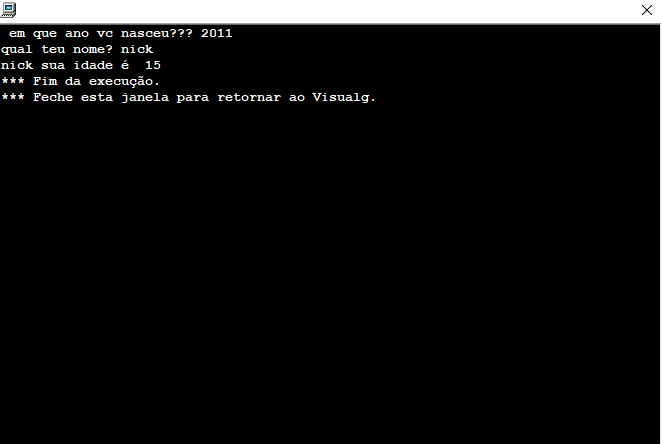 em que ano vc nasceu??? 2011
qual teu nome? nick
nick sua idade é  15
*** Fim da execução.
*** Feche esta janela para retornar ao Visualg.